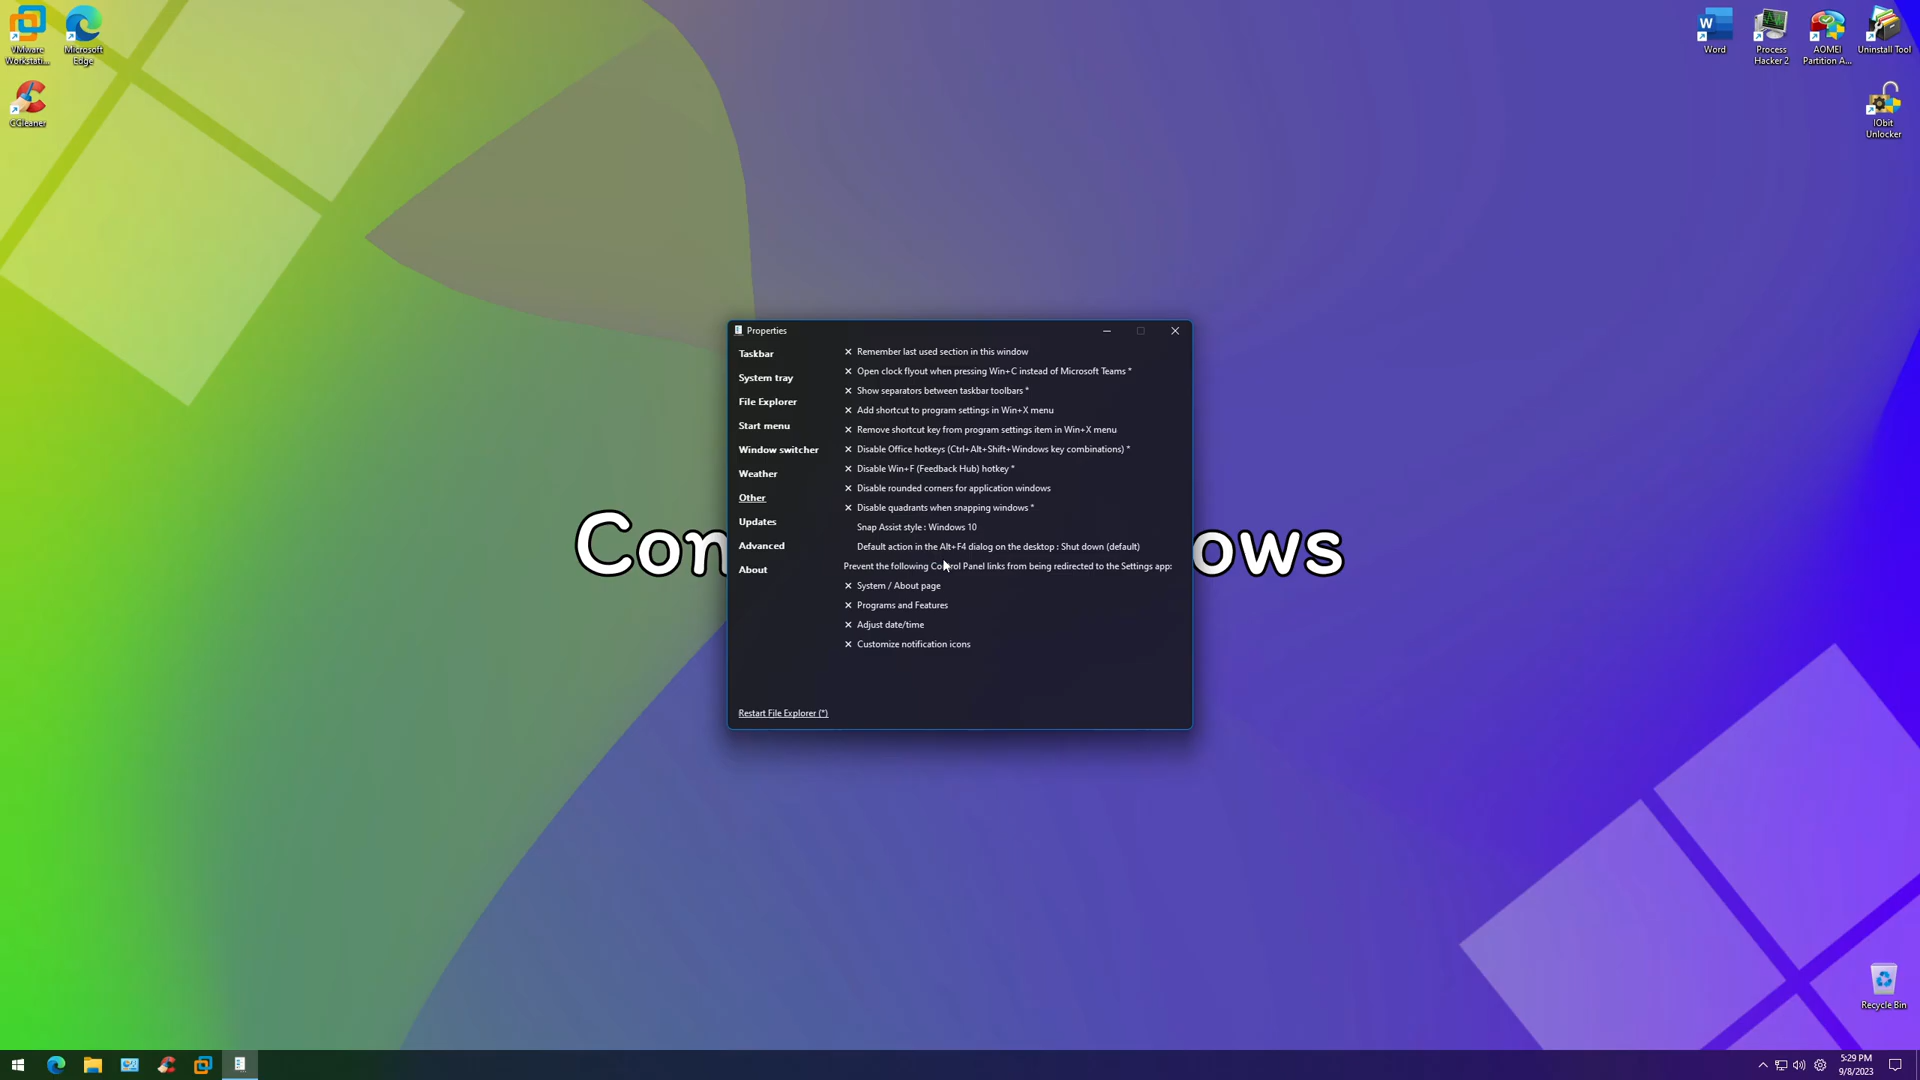 VMware
Workstati...
Microsoft
Edge
CCleaner
Word
Process
Hacker 2
AOMEI
Partition A...
Uninstall Tool
IObit
Unlocker
Properties
Taskbar
System tray
File Explorer
Start menu
Window switcher
Weather
Other
Updates
Advanced
About
Remember last used section in this window
Open clock flyout when pressing Win+C instead of Microsoft Teams *
Show separators between taskbar toolbars *
Add shortcut to program settings in Win+X menu
Remove shortcut key from program settings item in Win+X menu
Disable Office hotkeys (Ctrl+Alt+Shift+Windows key combinations) *
Disable Win+F (Feedback Hub) hotkey *
Disable rounded corners for application windows
Disable quadrants when snapping windows *
Snap Assist style : Windows 10
Default action in the Alt+F4 dialog on the desktop : Shut down (default)
Prevent the following Control Panel links from being redirected to the Settings app:
System / About page
Programs and Features
Adjust date/time
Customize notification icons
Restart File Explorer (*)
Con ows
Recycle Bin
5:29 PM
9/8/2023